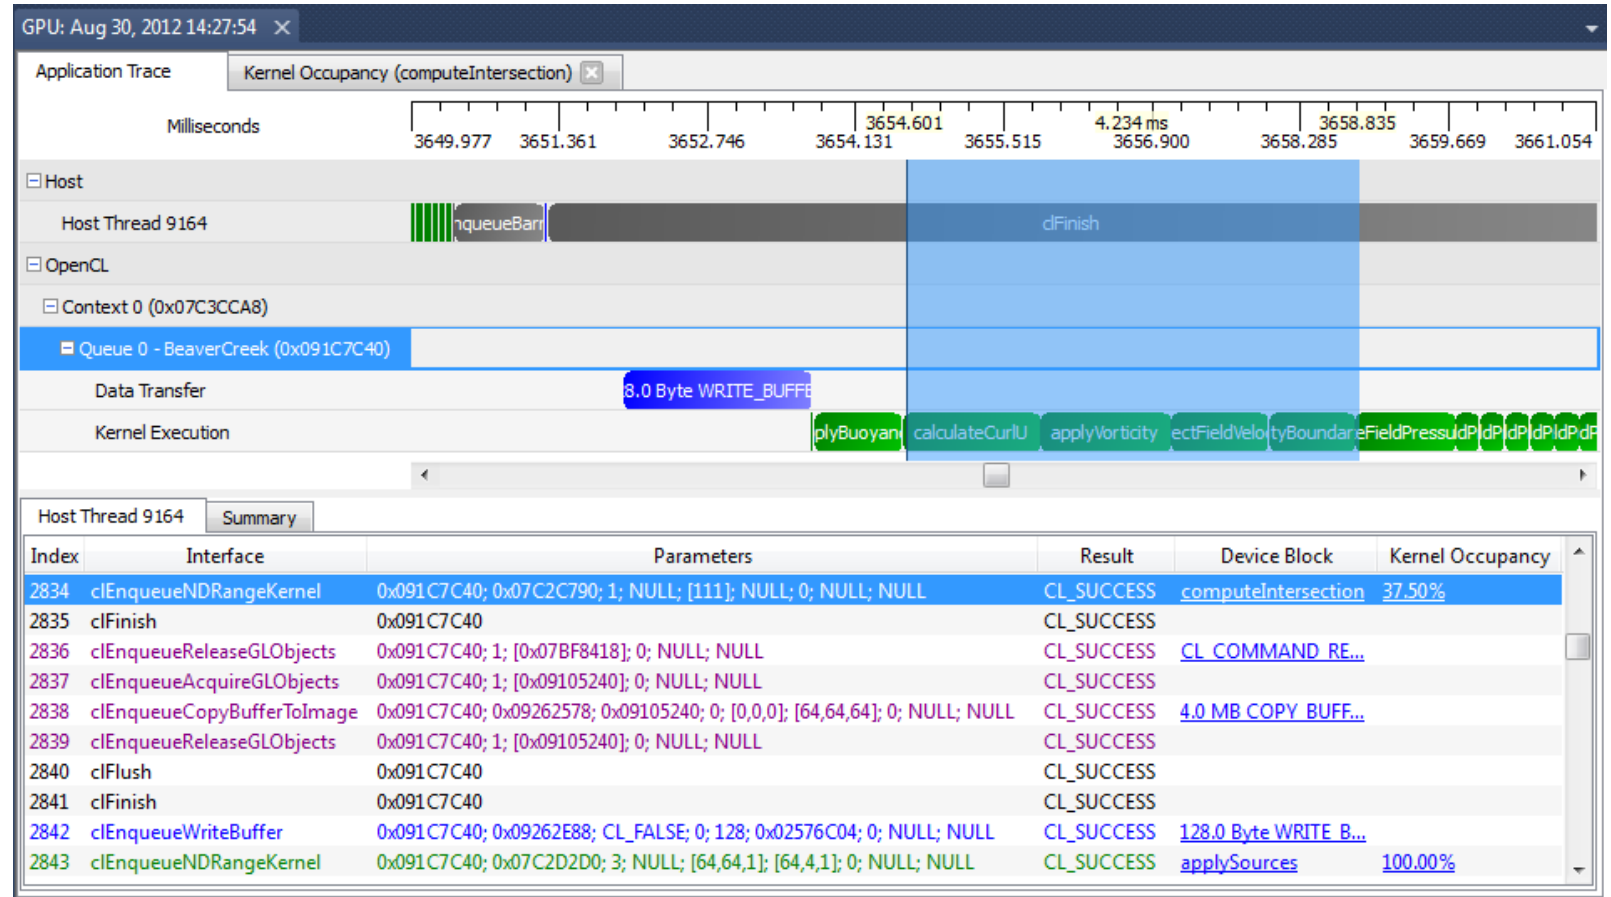 GPU: Aug 30, 2012 14:27:54
Application Trace Kernel Occupancy (computeIntersection)
Milliseconds
3654.601 4.234 ms 3658.835
3649.977 3651.361 3652.746 3654.131 3655.515 3656.900 3658.285 3659.669 3661.054
Host
Host Thread 9164 nqueueBarr clFinish
OpenCL
Context 0 (0x07C3CCA8)
Queue 0 - BeaverCreek (0x091C7C40)
Data Transfer 8.0 Byte WRITE_BUFFE
Kernel Execution plyBuoyan calculateCurlU applyVorticity ectFieldVelo tyBoundar eFieldPressu dP dP dP dP dP dF
Host Thread 9164 Summary
Index Interface Parameters Result Device Block Kernel Occupancy
2834 clEnqueueNDRangeKernel 0x091C7C40; 0x07C2C790; 1; NULL; [111]; NULL; 0; NULL; NULL CL_SUCCESS computeIntersection 37.50%
2835 clFinish 0x091C7C40 CL_SUCCESS
2836 clEnqueueReleaseGLObjects 0x091C7C40; 1; [0x07BF8418]; 0; NULL; NULL CL_SUCCESS CL_COMMAND_RE...
2837 clEnqueueAcquireGLObjects 0x091C7C40; 1; [0x09105240]; 0; NULL; NULL CL_SUCCESS
2838 clEnqueueCopyBufferToImage 0x091C7C40; 0x09262578; 0x09105240; 0; [0,0,0]; [64,64,64]; 0; NULL; NULL CL_SUCCESS 4.0 MB COPY_BUFF...
2839 clEnqueueReleaseGLObjects 0x091C7C40; 1; [0x09105240]; 0; NULL; NULL CL_SUCCESS
2840 clFlush 0x091C7C40 CL_SUCCESS
2841 clFinish 0x091C7C40 CL_SUCCESS
2842 clEnqueueWriteBuffer 0x091C7C40; 0x09262E88; CL_FALSE; 0; 128; 0x02576C04; 0; NULL; NULL CL_SUCCESS 128.0 Byte WRITE_B...
2843 clEnqueueNDRangeKernel 0x091C7C40; 0x07C2D2D0; 3; NULL; [64,64,1]; [64,4,1]; 0; NULL; NULL CL_SUCCESS applySources 100.00%